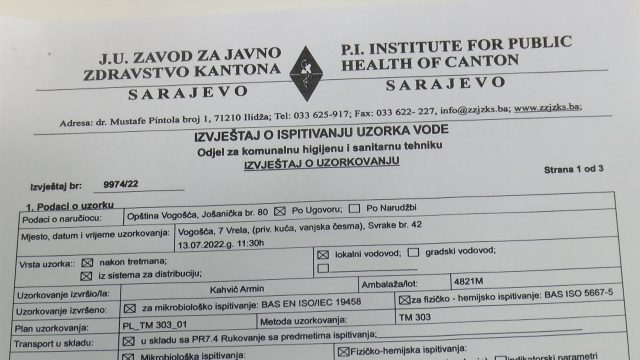 J.U. ZAVOD ZA JAVNO
ZDRAVSTVO KANTONA
SARAJEVO
P.I. INSTITUTE FOR PUBLIC
HEALTH OF CANTON
SARAJEVO
Adresa: dr. Mustafe Pintola broj 1, 71210 Ilidža; Tel: 033 625-917; Fax: 033 622- 227, info@zzjzks.ba; www.zzjzks.ba;
IZVJEŠTAJ O ISPITIVANJU UZORKA VODE
Odjel za komunalnu higijenu i sanitarnu tehniku
IZVJEŠTAJ O UZORKOVANJU
Strana 1 od 3
Izvještaj br: 9974/22
1. Podaci o uzorku
Podaci o naručiocu: Opština Vogošća, Jošanička br. 80 ☒ Po Ugovoru; ☐ Po Narudžbi
Mjesto, datum i vrijeme uzorkovanja: Vogošća, 7 Vrela, (priv. kuća, vanjska česma), Svrake br. 42
13.07.2022.g. 11:30h
Vrsta uzorka:: ☒ nakon tretmana; ☒ lokalni vodovod; ☐ gradski vodovod;
☒ iz sistema za distribuciju; ☐
Uzorkovanje izvršio/la: Kahvić Armin Ambalaža/lot: 4821M
Uzorkovanje izvršeno: ☒ za mikrobiološko ispitivanje: BAS EN ISO/IEC 19458 ☒ za fizičko - hemijsko ispitivanje: BAS ISO 5667-5
Plan uzorkovanja: PL_TM 303_01 Metoda uzorkovanja: TM 303
Transport u skladu: ☒ u skladu sa PR7.4 Rukovanje sa predmetima ispitivanja;
☒ Mikrobiološka ispitivanja: ☒ Fizičko-hemijska ispitivanja:
indikatorski parametri